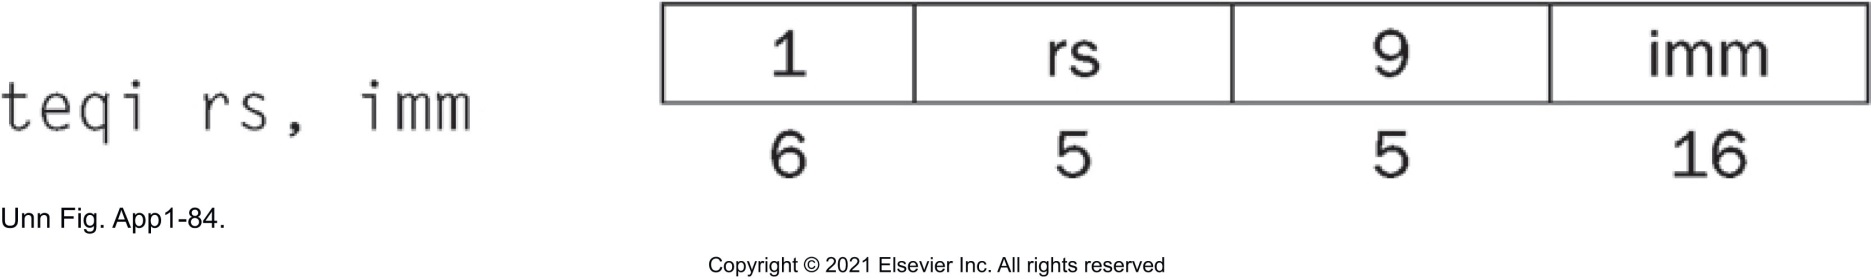 1 rs 9 imm
teqi rs, imm
6 5 5 16
Unn Fig. App1-84.
Copyright © 2021 Elsevier Inc. All rights reserved